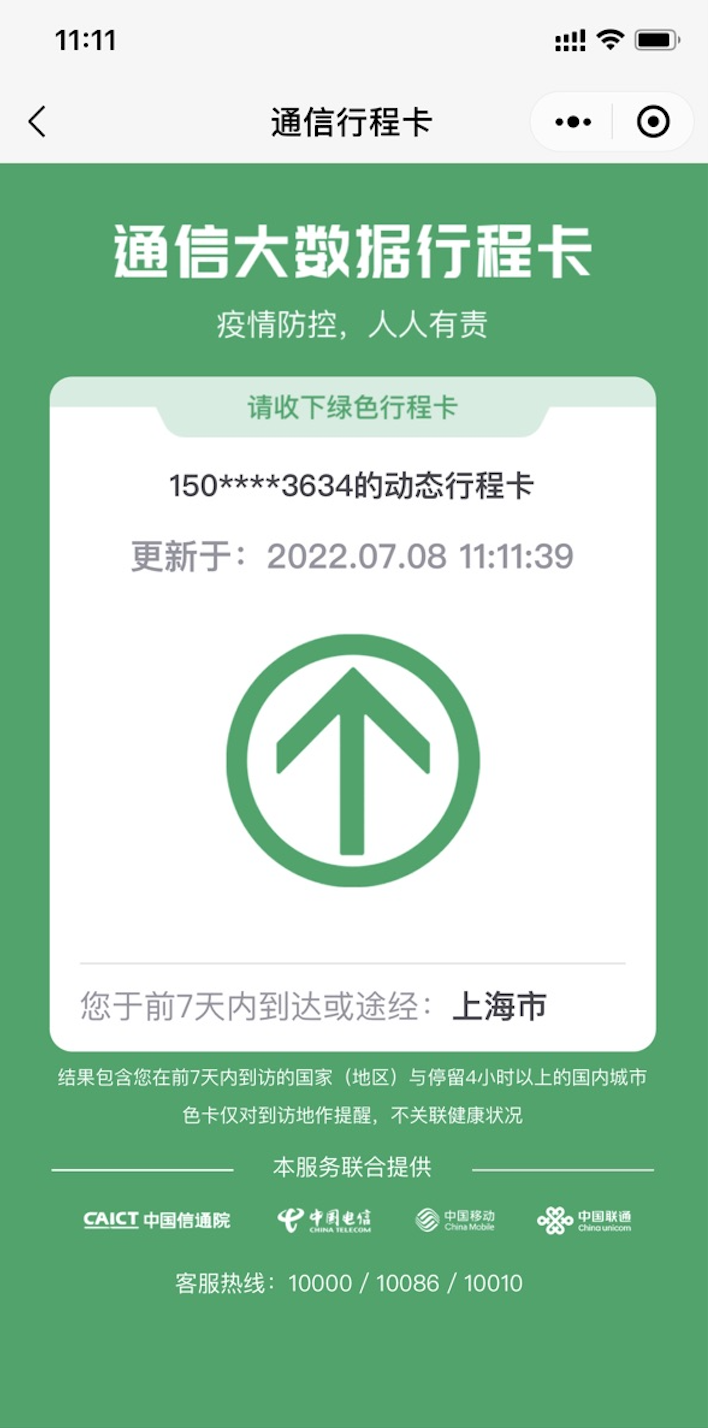 11:11
通信行程卡
通信大数据行程卡
疫情防控，人人有责
请收下绿色行程卡
150****3634的动态行程卡
更新于：2022.07.08 11:11:39
您于前7天内到达或途经：上海市
结果包含您在前7天内到访的国家（地区）与停留4小时以上的国内城市
色卡仅对到访地作提醒，不关联健康状况
本服务联合提供
CAICT 中国信通院 中国电信 CHINA TELECOM 中国移动 China Mobile 中国联通 China unicom
客服热线：10000 / 10086 / 10010